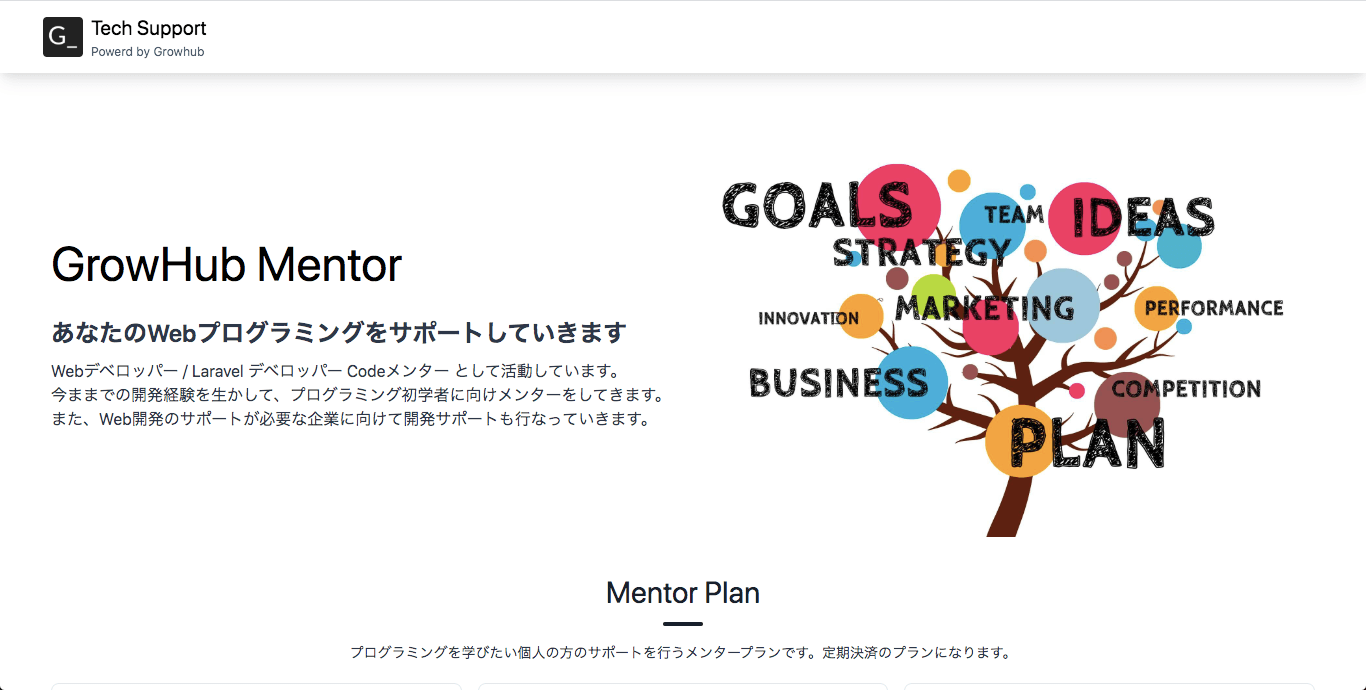 G_
Tech Support
Powerd by Growhub
GrowHub Mentor
あなたのWebプログラミングをサポートしていきます
Webデベロッパー / Laravel デベロッパー Codeメンター として活動しています。
今ままでの開発経験を生かして、プログラミング初学者に向けメンターをしてきます。
また、Web開発のサポートが必要な企業に向けて開発サポートも行なっていきます。
GOALS
TEAM
IDEAS
STRATEGY
INNOVATION
MARKETING
PERFORMANCE
BUSINESS
COMPETITION
PLAN
Mentor Plan
プログラミングを学びたい個人の方のサポートを行うメンタープランです。定期決済のプランになります。